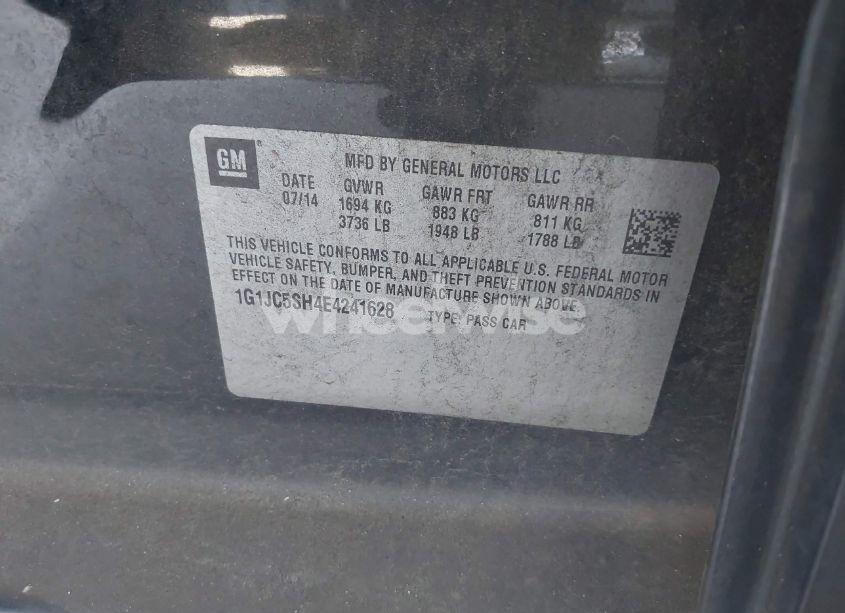 GM
MFD BY GENERAL MOTORS LLC
DATE GVWR GAWR FRT GAWR RR
07/14 1694 KG 883 KG 811 KG
3736 LB 1948 LB 1788 LB
THIS VEHICLE CONFORMS TO ALL APPLICABLE U.S. FEDERAL MOTOR
VEHICLE SAFETY, BUMPER, AND THEFT PREVENTION STANDARDS IN
EFFECT ON THE DATE OF MANUFACTURE SHOWN ABOVE.
1G1JC5SH4E4241628 TYPE: PASS CAR
wheelwise